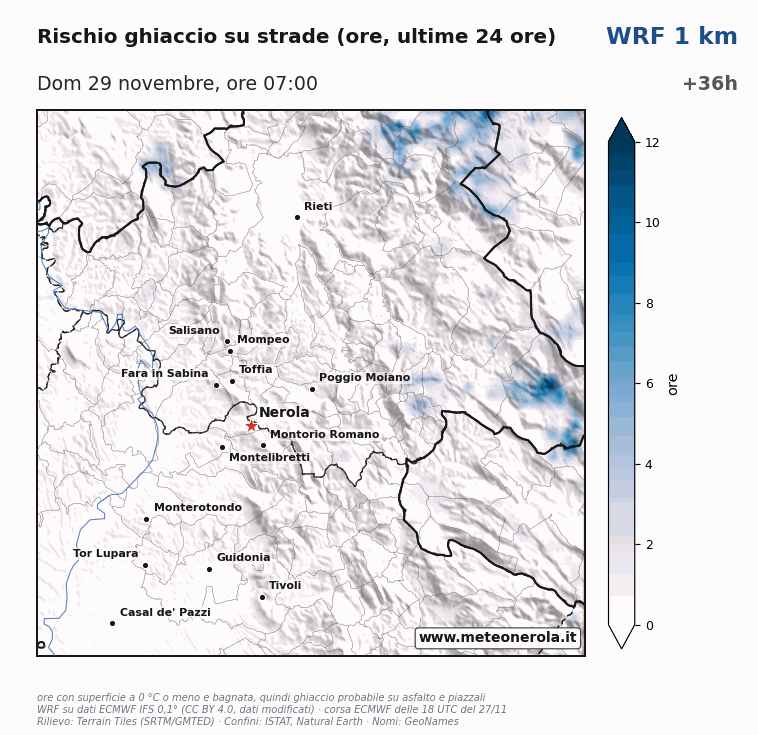 Rischio ghiaccio su strade (ore, ultime 24 ore)
WRF 1 km
Dom 29 novembre, ore 07:00
+36h
Rieti
Salisano
Mompeo
Fara in Sabina
Toffia
Poggio Moiano
Nerola
Montorio Romano
Montelibretti
Monterotondo
Tor Lupara
Guidonia
Tivoli
Casal de' Pazzi
www.meteonerola.it
12
10
8
6
4
2
0
ore
ore con superficie a 0 °C o meno e bagnata, quindi ghiaccio probabile su asfalto e piazzali
WRF su dati ECMWF IFS 0,1° (CC BY 4.0, dati modificati) · corsa ECMWF delle 18 UTC del 27/11
Rilievo: Terrain Tiles (SRTM/GMTED) · Confini: ISTAT, Natural Earth · Nomi: GeoNames